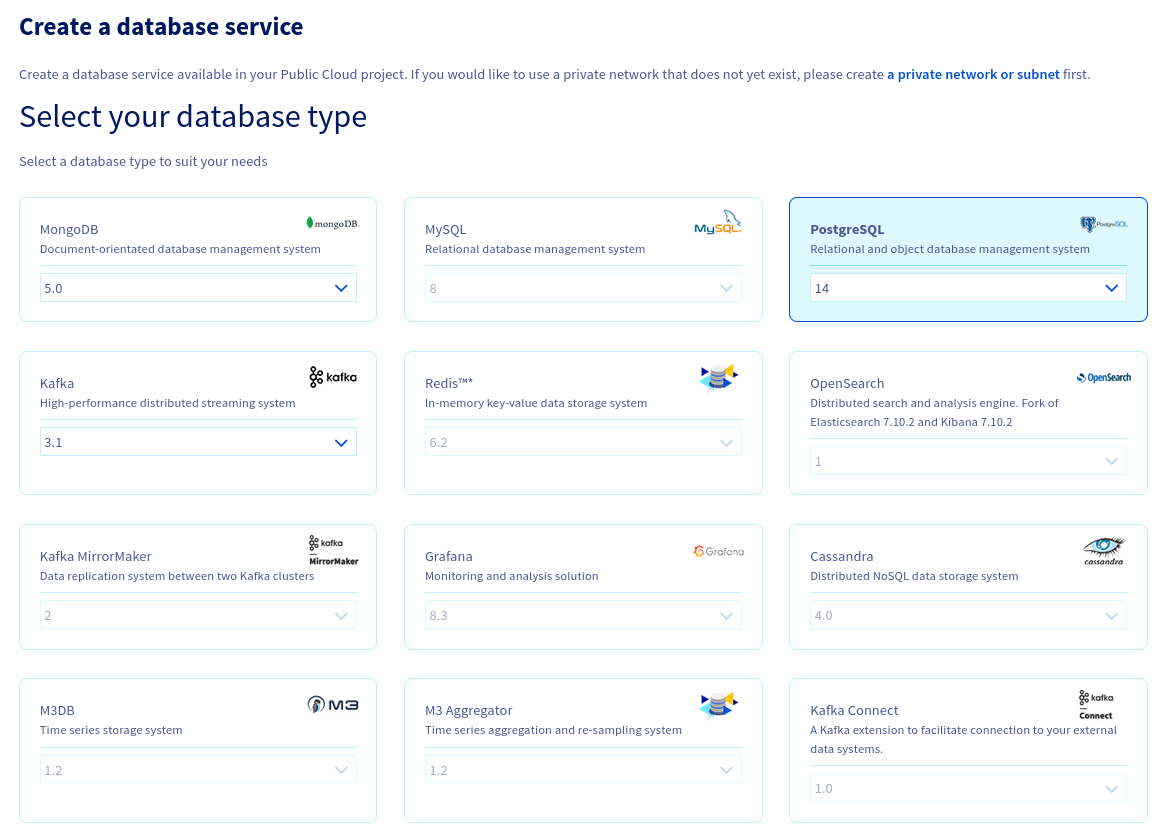 Create a database service
Create a database service available in your Public Cloud project. If you would like to use a private network that does not yet exist, please create a private network or subnet first.
Select your database type
Select a database type to suit your needs
mongoDB.
MongoDB
Document-orientated database management system
5.0
MySQL
MySQL
Relational database management system
8
PostgreSQL
PostgreSQL
Relational and object database management system
14
kafka
Kafka
High-performance distributed streaming system
3.1
Redis™*
In-memory key-value data storage system
6.2
OpenSearch
OpenSearch
Distributed search and analysis engine. Fork of
Elasticsearch 7.10.2 and Kibana 7.10.2
1
kafka
MirrorMaker
Kafka MirrorMaker
Data replication system between two Kafka clusters
2
Grafana
Grafana
Monitoring and analysis solution
8.3
cassandra
Cassandra
Distributed NoSQL data storage system
4.0
M3
M3DB
Time series storage system
1.2
M3 Aggregator
Time series aggregation and re-sampling system
1.2
kafka
Connect
Kafka Connect
A Kafka extension to facilitate connection to your external
data systems.
1.0